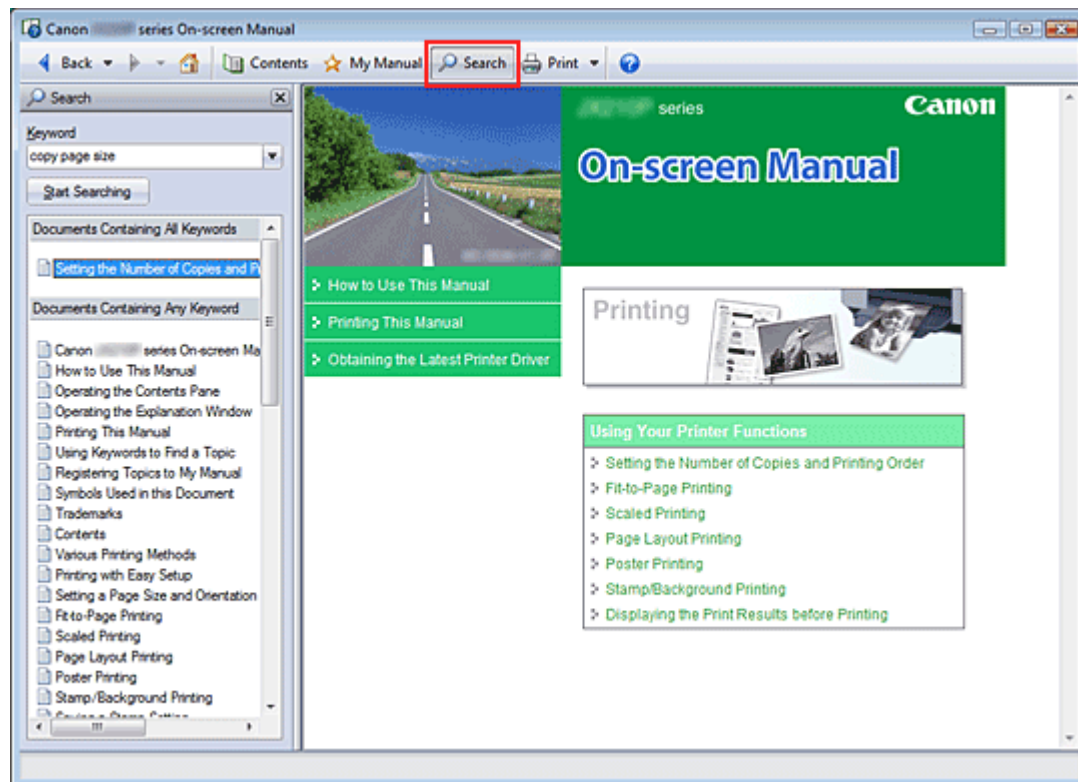 Canon series On-screen Manual
Back Contents My Manual Search Print
Search
Keyword
copy page size
Start Searching
Documents Containing All Keywords
Setting the Number of Copies and
Documents Containing Any Keyword
Canon series On-screen Ma
How to Use This Manual
Operating the Contents Pane
Operating the Explanation Window
Printing This Manual
Using Keywords to Find a Topic
Registering Topics to My Manual
Symbols Used in this Document
Trademarks
Contents
Various Printing Methods
Printing with Easy Setup
Setting a Page Size and Orientation
Fit-to-Page Printing
Scaled Printing
Page Layout Printing
Poster Printing
Stamp/Background Printing
series
Canon
On-screen Manual
How to Use This Manual
Printing This Manual
Obtaining the Latest Printer Driver
Printing
Using Your Printer Functions
Setting the Number of Copies and Printing Order
Fit-to-Page Printing
Scaled Printing
Page Layout Printing
Poster Printing
Stamp/Background Printing
Displaying the Print Results before Printing